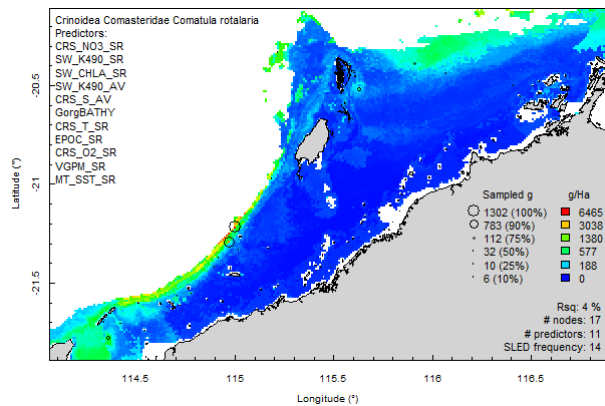 Crinoidea Comasteridae Comatula rotalaria
Predictors:
CRS_NO3_SR
SW_K490_SR
SW_CHLA_SR
SW_K490_AV
CRS_S_AV
GorgBATHY
CRS_T_SR
EPOC_SR
CRS_O2_SR
VGPM_SR
MT_SST_SR
-20.5
-21
-21.5
Latitude (°)
Sampled g g/Ha
1302 (100%) 6465
783 (90%) 3038
112 (75%) 1380
32 (50%) 577
10 (25%) 188
6 (10%) 0
Rsq: 4 %
# nodes: 17
# predictors: 11
SLED frequency: 14
114.5 115 115.5 116 116.5
Longitude (°)